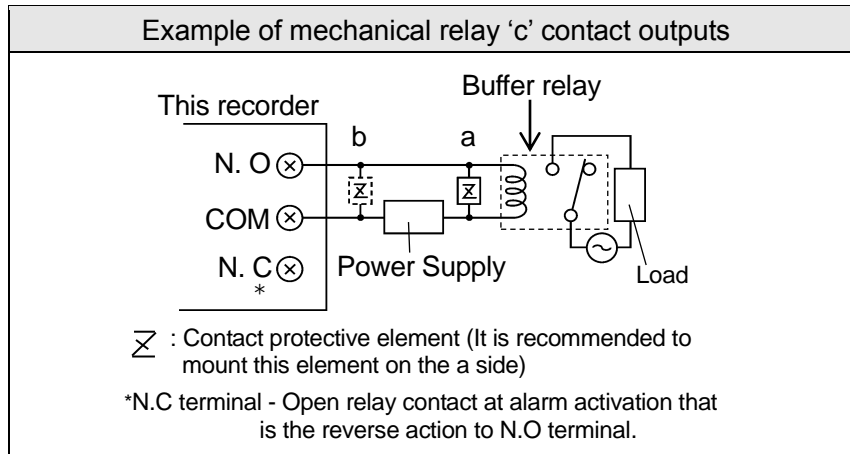 Example of mechanical relay ‘c’ contact outputs
Buffer relay
This recorder
b
a
N. O
COM
N. C
*
Power Supply
Load
Z : Contact protective element (It is recommended to
mount this element on the a side)
*N.C terminal - Open relay contact at alarm activation that
is the reverse action to N.O terminal.